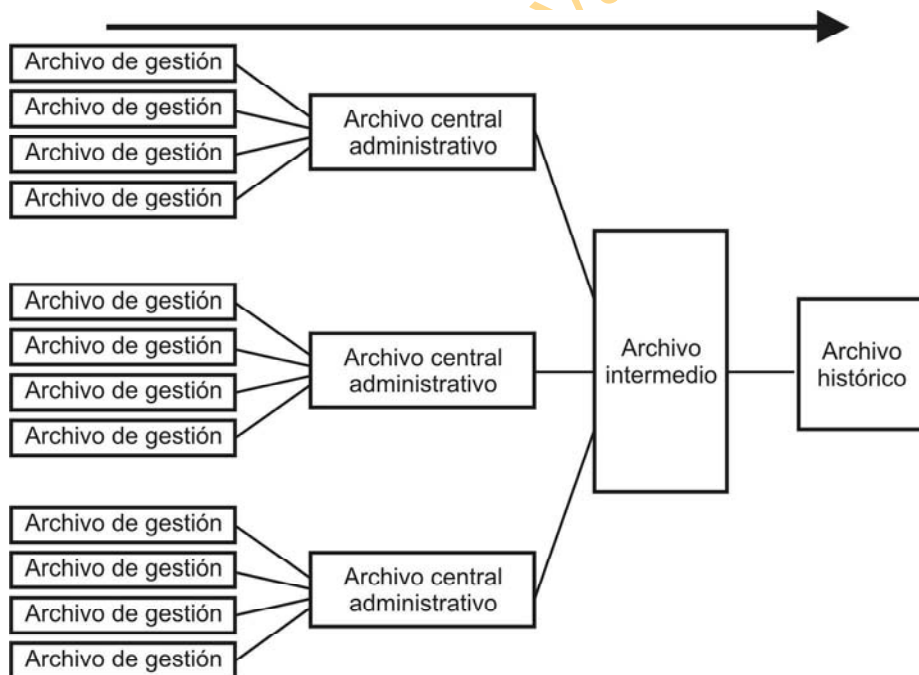 Archivo de gestión
Archivo de gestión
Archivo de gestión
Archivo de gestión
Archivo central
administrativo
Archivo de gestión
Archivo de gestión
Archivo de gestión
Archivo de gestión
Archivo central
administrativo
Archivo intermedio
Archivo histórico
Archivo de gestión
Archivo de gestión
Archivo de gestión
Archivo de gestión
Archivo central
administrativo